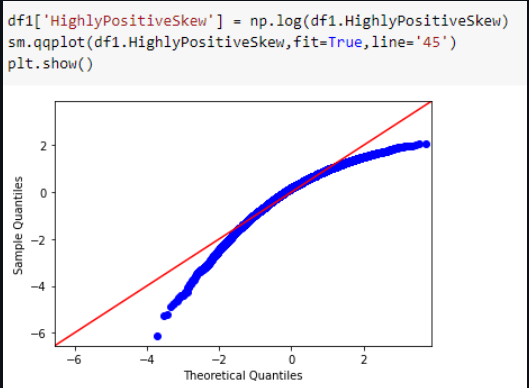 df1['HighlyPositiveSkew'] = np.log(df1.HighlyPositiveSkew)
sm.qqplot(df1.HighlyPositiveSkew,fit=True,line='45')
plt.show()
2
0
−2
−4
−6
Sample Quantiles
−6 −4 −2 0 2
Theoretical Quantiles